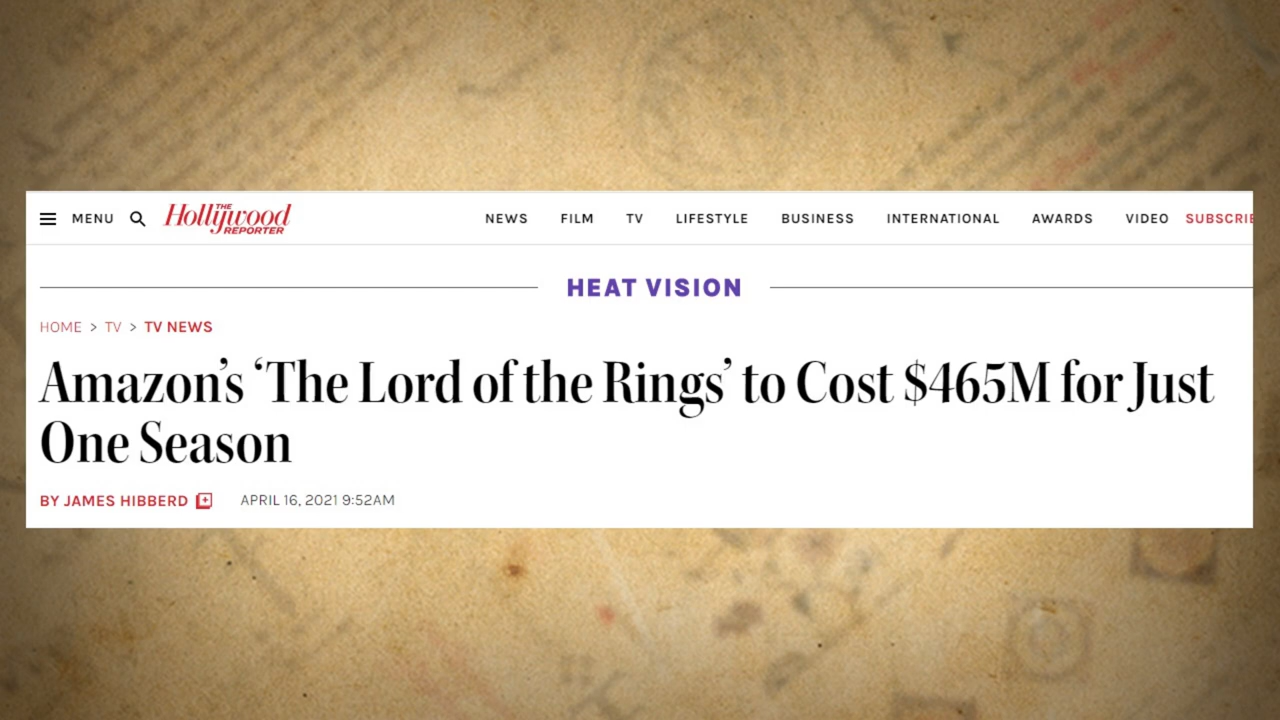 MENU THE Hollywood REPORTER NEWS FILM TV LIFESTYLE BUSINESS INTERNATIONAL AWARDS VIDEO SUBSCRIE
HEAT VISION
HOME > TV > TV NEWS
Amazon’s ‘The Lord of the Rings’ to Cost $465M for Just
One Season
BY JAMES HIBBERD APRIL 16, 2021 9:52AM